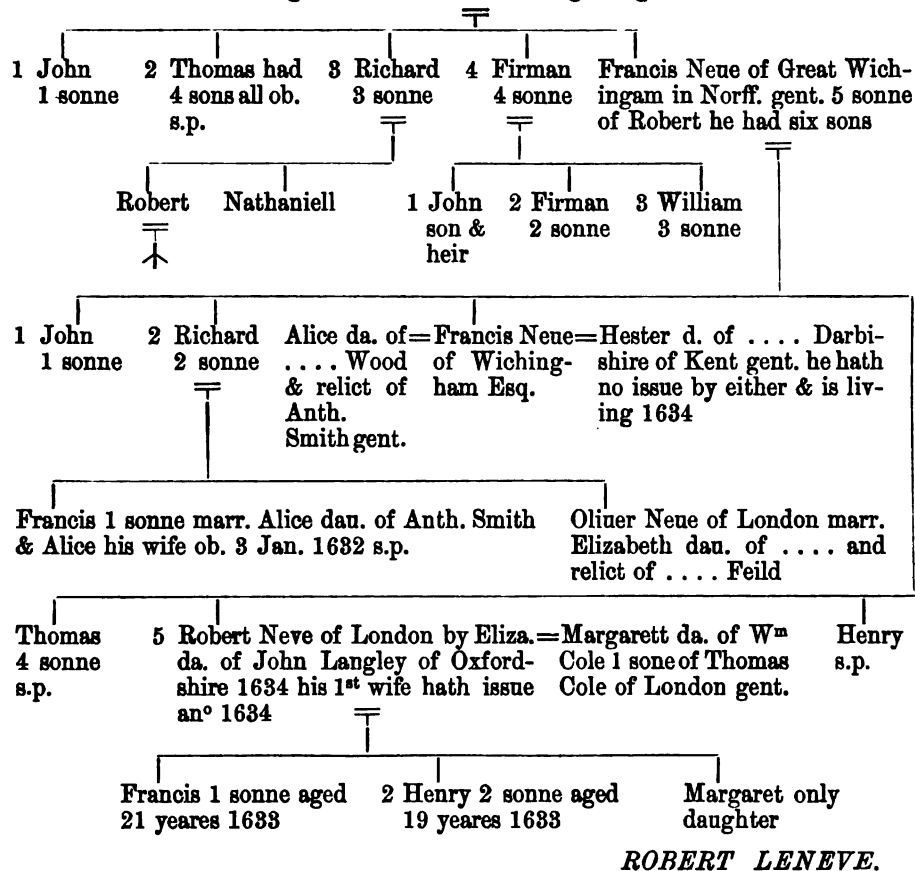 1 John
1 sonne
2 Thomas had
4 sons all ob.
s.p.
3 Richard
3 sonne
4 Firman
4 sonne
Francis Neue of Great Wich-
ingam in Norff. gent. 5 sonne
of Robert he had six sons
Robert
Nathaniell
1 John
son &
heir
2 Firman
2 sonne
3 William
3 sonne
1 John
1 sonne
2 Richard
2 sonne
Alice da. of
.... Wood
& relict of
Anth.
Smith gent.
=Francis Neue=
of Wiching-
ham Esq.
Hester d. of .... Darbi-
shire of Kent gent. he hath
no issue by either & is liv-
ing 1634
Francis 1 sonne marr. Alice dau. of Anth. Smith
& Alice his wife ob. 3 Jan. 1632 s.p.
Oliuer Neue of London marr.
Elizabeth dau. of .... and
relict of .... Feild
Thomas
4 sonne
s.p.
5 Robert Neve of London by Eliza.=
da. of John Langley of Oxford-
shire 1634 his 1st wife hath issue
anº 1634
Margarett da. of Wm
Cole 1 sone of Thomas
Cole of London gent.
Henry
s.p.
Francis 1 sonne aged
21 yeares 1633
2 Henry 2 sonne aged
19 yeares 1633
Margaret only
daughter
ROBERT LENEVE.